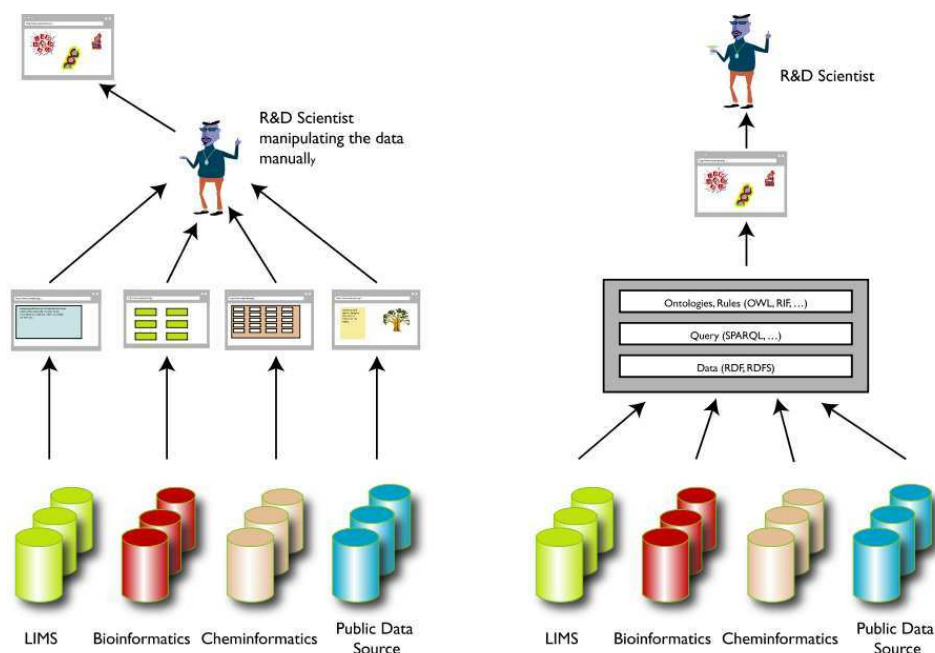 R&D Scientist
manipulating the data
manually
LIMS
Bioinformatics
Cheminformatics
Public Data
Source
R&D Scientist
Ontologies, Rules (OWL, RIF, …)
Query (SPARQL, …)
Data (RDF, RDFS)
LIMS
Bioinformatics
Cheminformatics
Public Data
Source